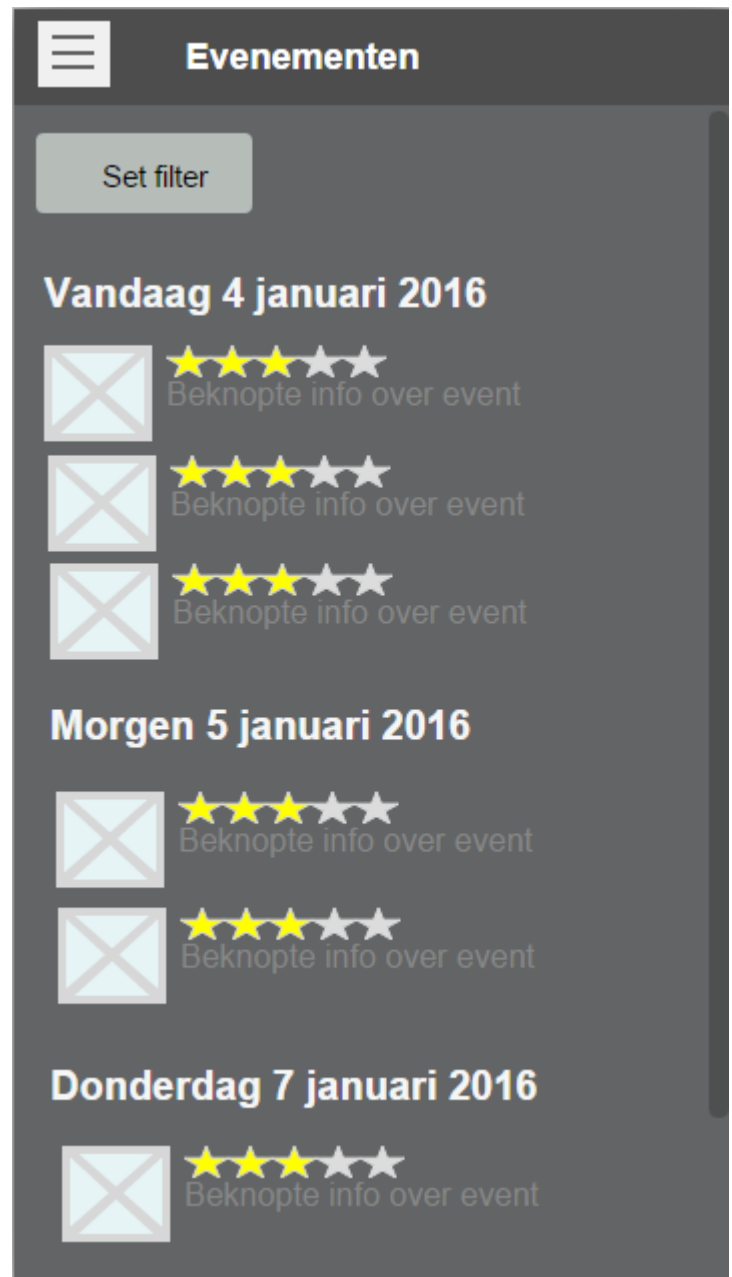 Evenementen
Set filter
Vandaag 4 januari 2016
Beknopte info over event
Beknopte info over event
Beknopte info over event
Morgen 5 januari 2016
Beknopte info over event
Beknopte info over event
Donderdag 7 januari 2016
Beknopte info over event